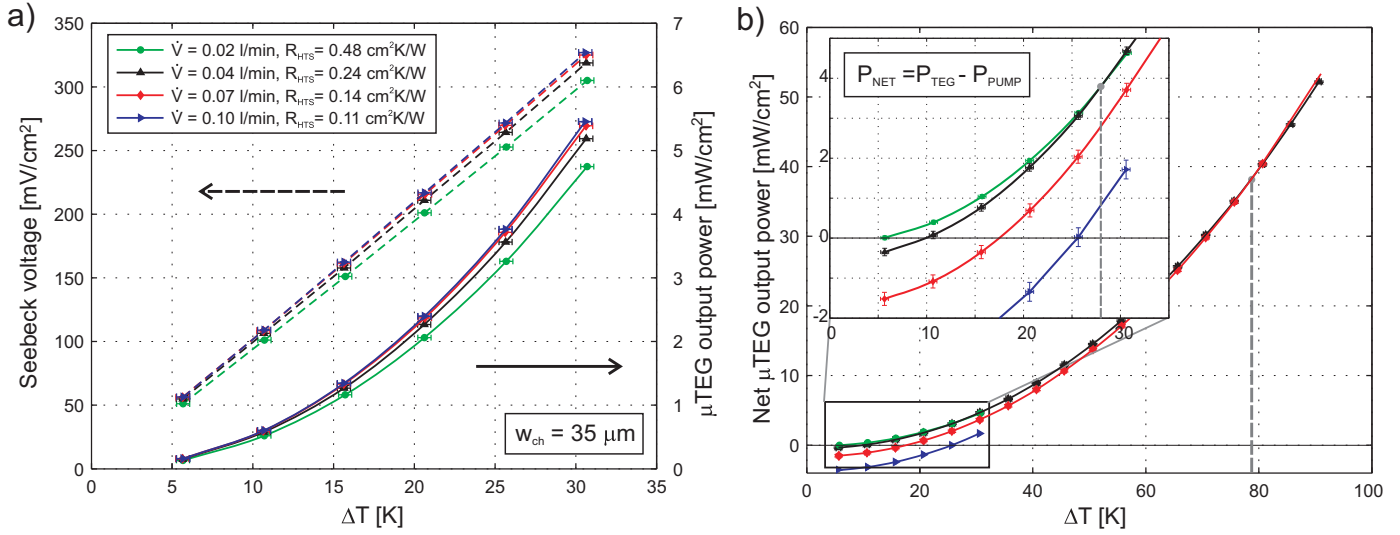 a)
350
300
250
200
150
100
50
0
Seebeck voltage [mV/cm²]
V̇ = 0.02 l/min, R_HTS= 0.48 cm²K/W
V̇ = 0.04 l/min, R_HTS= 0.24 cm²K/W
V̇ = 0.07 l/min, R_HTS= 0.14 cm²K/W
V̇ = 0.10 l/min, R_HTS= 0.11 cm²K/W
w_ch = 35 μm
7
6
5
4
3
2
1
0
μTEG output power [mW/cm²]
0 5 10 15 20 25 30 35
ΔT [K]
b)
60
50
40
30
20
10
0
Net μTEG output power [mW/cm²]
P_NET =P_TEG - P_PUMP
4
2
0
-2
0 10 20 30
0 20 40 60 80 100
ΔT [K]